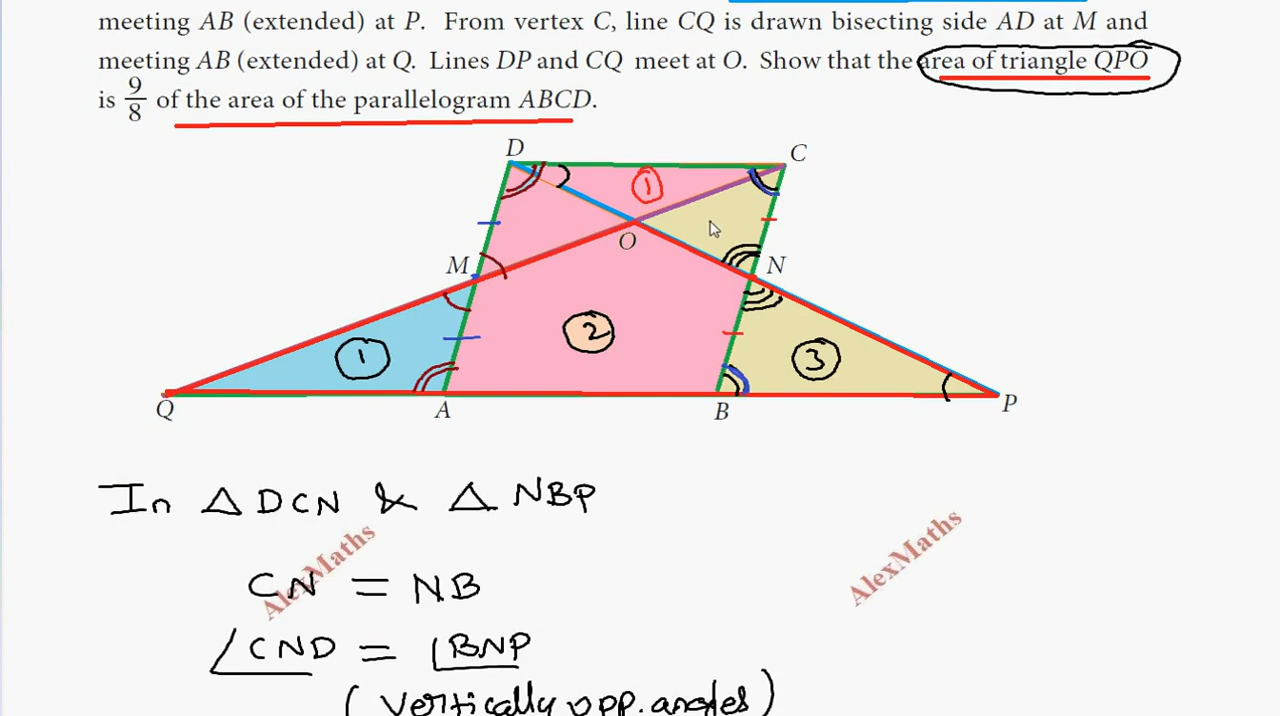 meeting AB (extended) at P. From vertex C, line CQ is drawn bisecting side AD at M and
meeting AB (extended) at Q. Lines DP and CQ meet at O. Show that the area of triangle QPO
is 9/8 of the area of the parallelogram ABCD.
D C
1
O
M N
1 2 3
Q A B P
In △ DCN & △ NBP
CN = NB
∠CND = ∠BNP
(Vertically opp. angles)
AlexMaths
AlexMaths